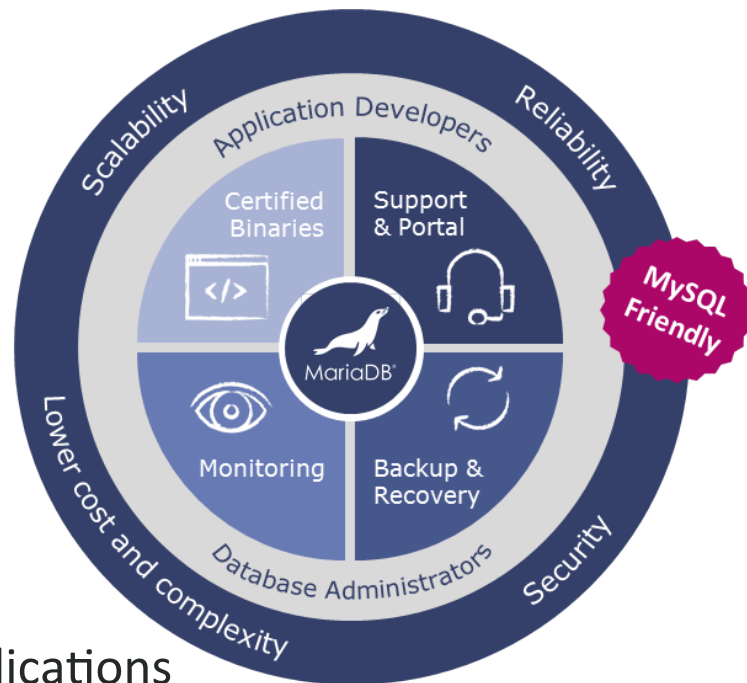 Scalability
Reliability
Application Developers
Certified
Binaries
Support
& Portal
</>
MySQL
Friendly
MariaDB®
Monitoring
Backup &
Recovery
Database Administrators
Lower cost and complexity
Security